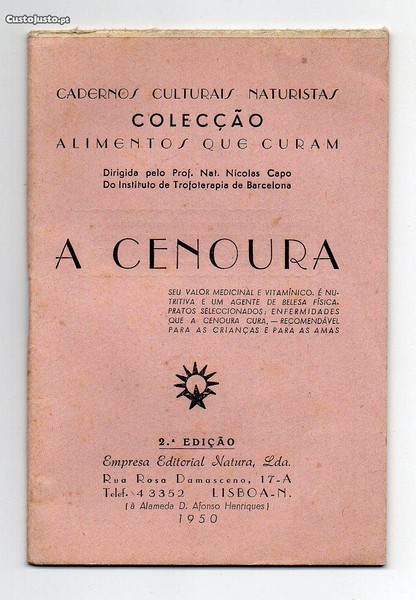 CustoJusto.pt
CADERNOS CULTURAIS NATURISTAS
COLECÇÃO
ALIMENTOS QUE CURAM
Dirigida pelo Prof. Nat. Nicolas Capo
Do Instituto de Trofoterapia de Barcelona
A CENOURA
SEU VALOR MEDICINAL E VITAMÍNICO. É NU-
TRITIVA E UM AGENTE DE BELESA FÍSICA.
PRATOS SELECCIONADOS; ENFERMIDADES
QUE A CENOURA CURA. — RECOMENDÁVEL
PARA AS CRIANÇAS E PARA AS AMAS
2.ª EDIÇÃO
Empresa Editorial Natura, Lda.
Rua Rosa Damasceno, 17-A
Telef. 43352 LISBOA-N.
(à Alameda D. Afonso Henriques)
1950